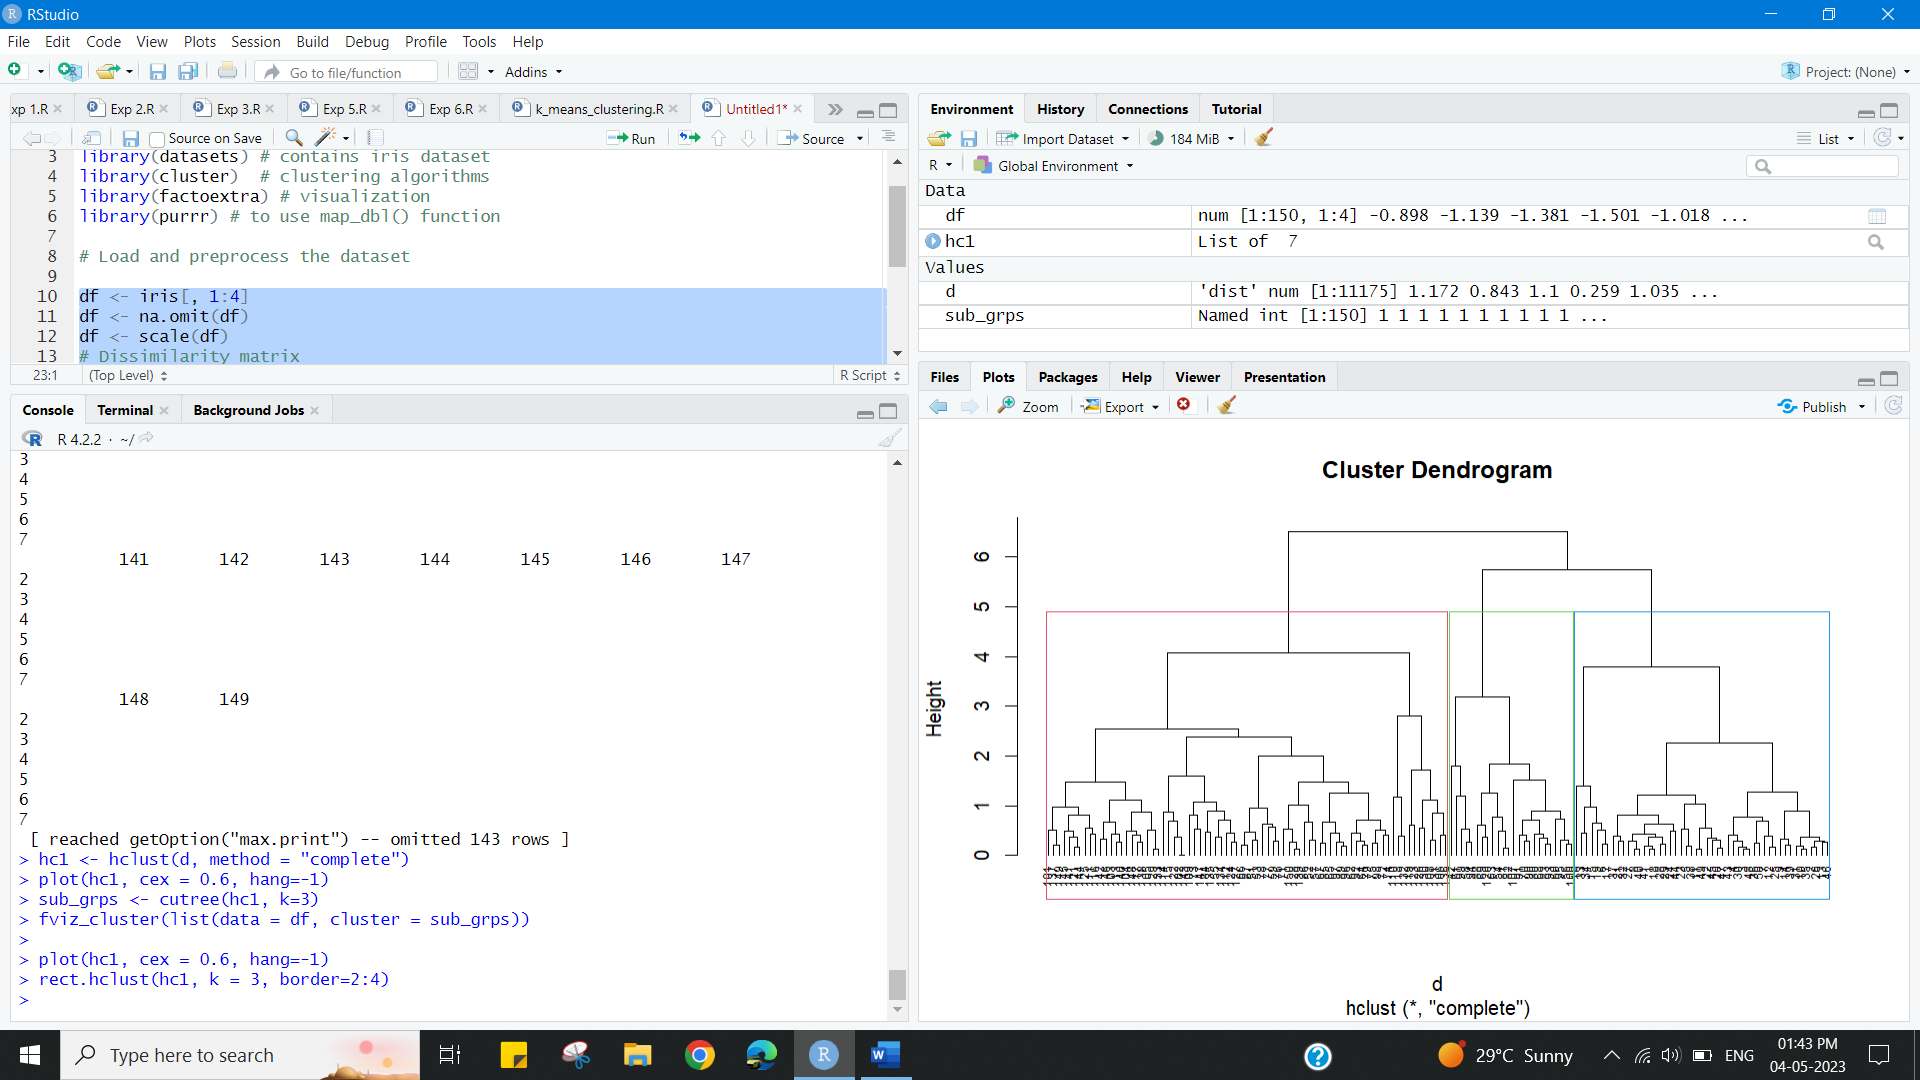 RStudio
File Edit Code View Plots Session Build Debug Profile Tools Help
Go to file/function
Addins
Project: (None)
xp 1.R Exp 2.R Exp 3.R Exp 5.R Exp 6.R k_means_clustering.R Untitled1*
Source on Save Run Source
3 library(datasets) # contains iris dataset
4 library(cluster)  # clustering algorithms
5 library(factoextra) # visualization
6 library(purrr) # to use map_dbl() function
7
8 # Load and preprocess the dataset
9
10 df <- iris[, 1:4]
11 df <- na.omit(df)
12 df <- scale(df)
13 # Dissimilarity matrix
23:1 (Top Level) R Script
Console Terminal Background Jobs
R 4.2.2 · ~/
3
4
5
6
7
141 142 143 144 145 146 147
2
3
4
5
6
7
148 149
2
3
4
5
6
7
[ reached getOption("max.print") -- omitted 143 rows ]
> hc1 <- hclust(d, method = "complete")
> plot(hc1, cex = 0.6, hang=-1)
> sub_grps <- cutree(hc1, k=3)
> fviz_cluster(list(data = df, cluster = sub_grps))
>
> plot(hc1, cex = 0.6, hang=-1)
> rect.hclust(hc1, k = 3, border=2:4)
>
Environment History Connections Tutorial
Import Dataset 184 MiB List
R Global Environment
Data
df num [1:150, 1:4] -0.898 -1.139 -1.381 -1.501 -1.018 ...
hc1 List of  7
Values
d 'dist' num [1:11175] 1.172 0.843 1.1 0.259 1.035 ...
sub_grps Named int [1:150] 1 1 1 1 1 1 1 1 1 1 ...
Files Plots Packages Help Viewer Presentation
Zoom Export Publish
Cluster Dendrogram
Height
6
5
4
3
2
1
0
d
hclust (*, "complete")
Type here to search
29°C Sunny
ENG
01:43 PM
04-05-2023